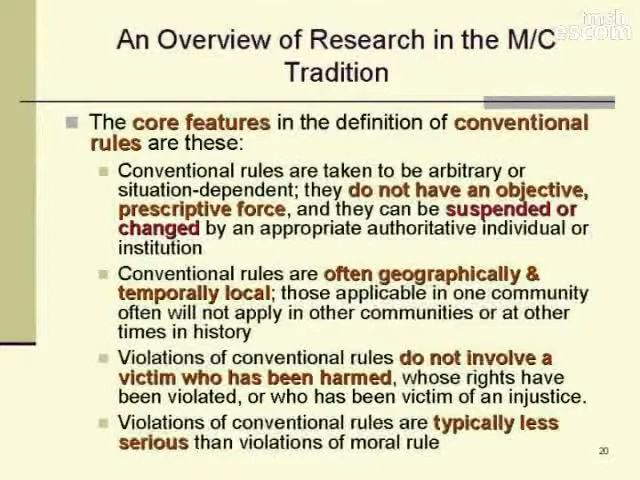 tmsh
escom
An Overview of Research in the M/C
Tradition
The core features in the definition of conventional
rules are these:
Conventional rules are taken to be arbitrary or
situation-dependent; they do not have an objective,
prescriptive force, and they can be suspended or
changed by an appropriate authoritative individual or
institution
Conventional rules are often geographically &
temporally local; those applicable in one community
often will not apply in other communities or at other
times in history
Violations of conventional rules do not involve a
victim who has been harmed, whose rights have
been violated, or who has been victim of an injustice.
Violations of conventional rules are typically less
serious than violations of moral rule
20